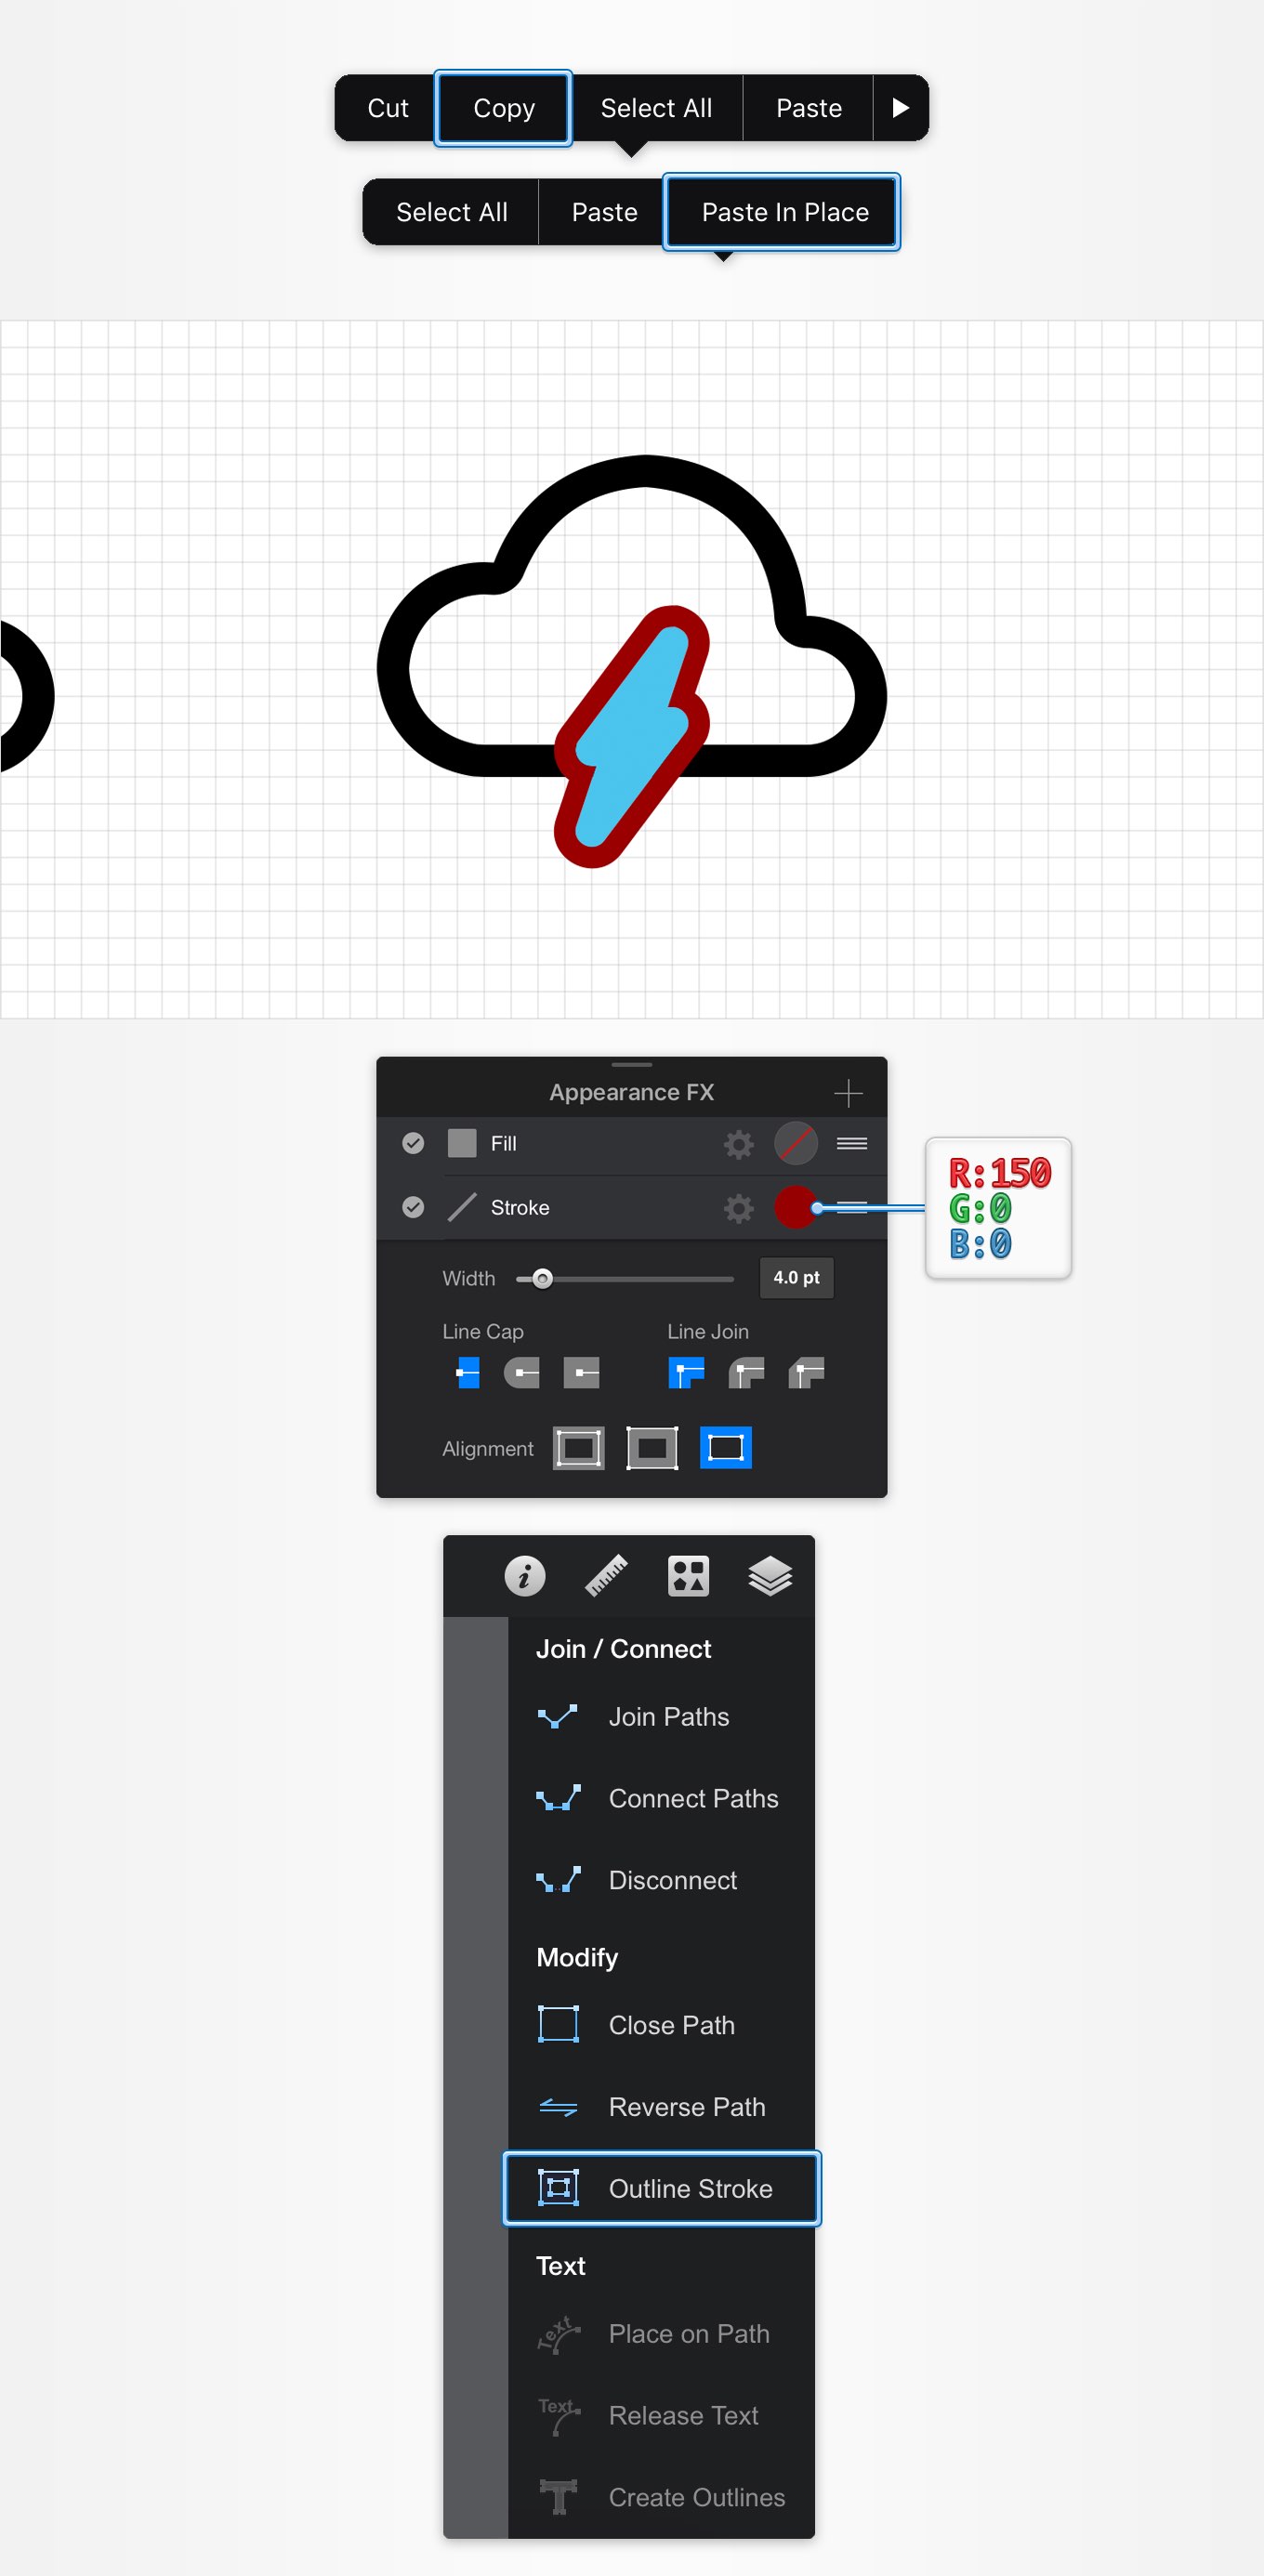 Cut Copy Select All Paste
Select All Paste Paste In Place
Appearance FX
Fill
Stroke
R:150
G:0
B:0
Width 4.0 pt
Line Cap Line Join
Alignment
Join / Connect
Join Paths
Connect Paths
Disconnect
Modify
Close Path
Reverse Path
Outline Stroke
Text
Text Place on Path
Text Release Text
Create Outlines